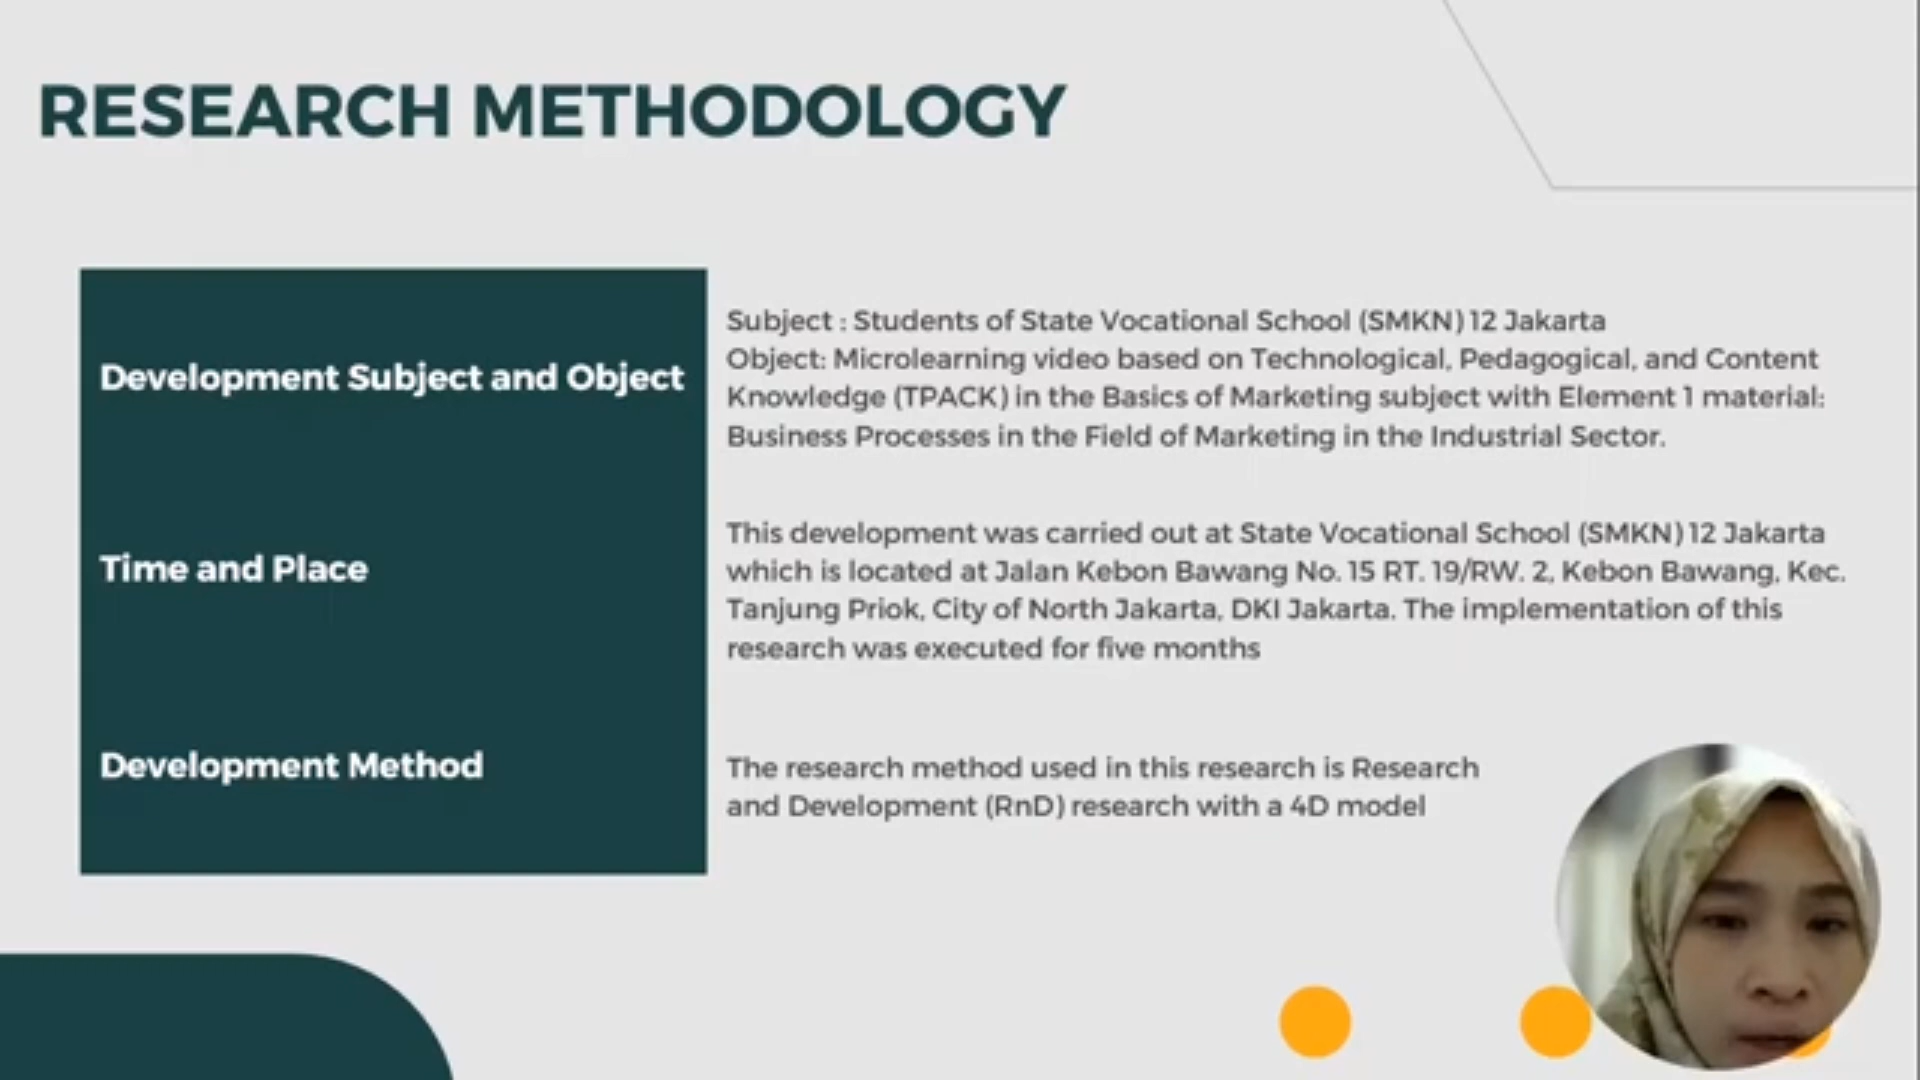 RESEARCH METHODOLOGY
Development Subject and Object
Subject : Students of State Vocational School (SMKN) 12 Jakarta
Object: Microlearning video based on Technological, Pedagogical, and Content
Knowledge (TPACK) in the Basics of Marketing subject with Element 1 material:
Business Processes in the Field of Marketing in the Industrial Sector.
Time and Place
This development was carried out at State Vocational School (SMKN) 12 Jakarta
which is located at Jalan Kebon Bawang No. 15 RT. 19/RW. 2, Kebon Bawang, Kec.
Tanjung Priok, City of North Jakarta, DKI Jakarta. The implementation of this
research was executed for five months
Development Method
The research method used in this research is Research
and Development (RnD) research with a 4D model